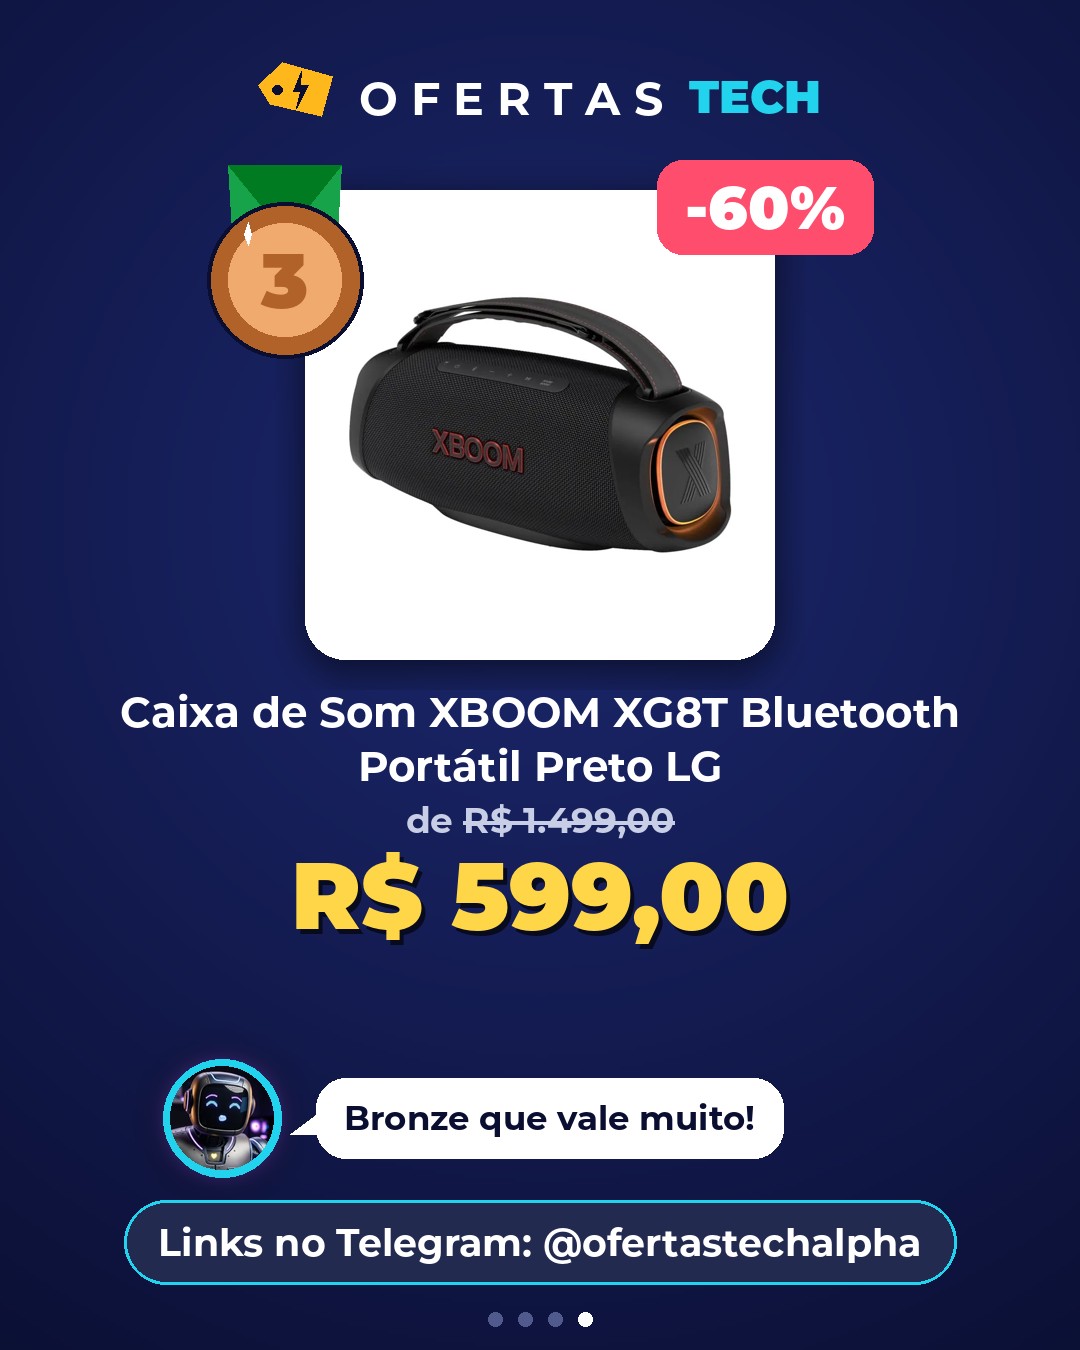 OFERTAS TECH
-60%
3
XBOOM
Caixa de Som XBOOM XG8T Bluetooth
Portátil Preto LG
de R$ 1.499,00
R$ 599,00
Bronze que vale muito!
Links no Telegram: @ofertastechalpha